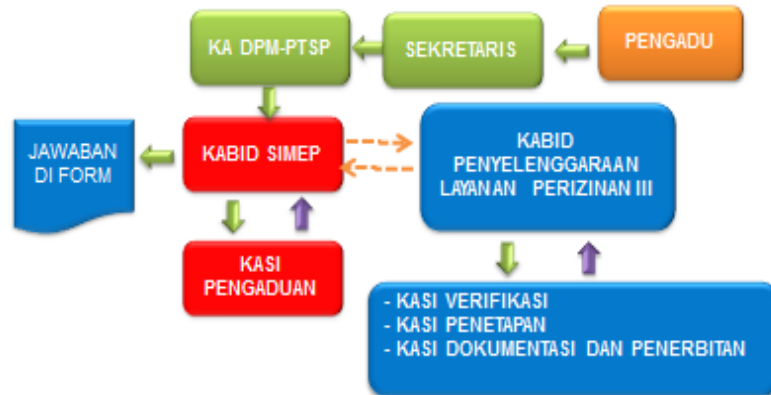 KA DPM-PTSP
SEKRETARIS
PENGADU
JAWABAN
DI FORM
KABID SIMEP
KABID
PENYELENGGARAAN
LAYANAN PERIZINAN III
KASI
PENGADUAN
- KASI VERIFIKASI
- KASI PENETAPAN
- KASI DOKUMENTASI DAN PENERBITAN